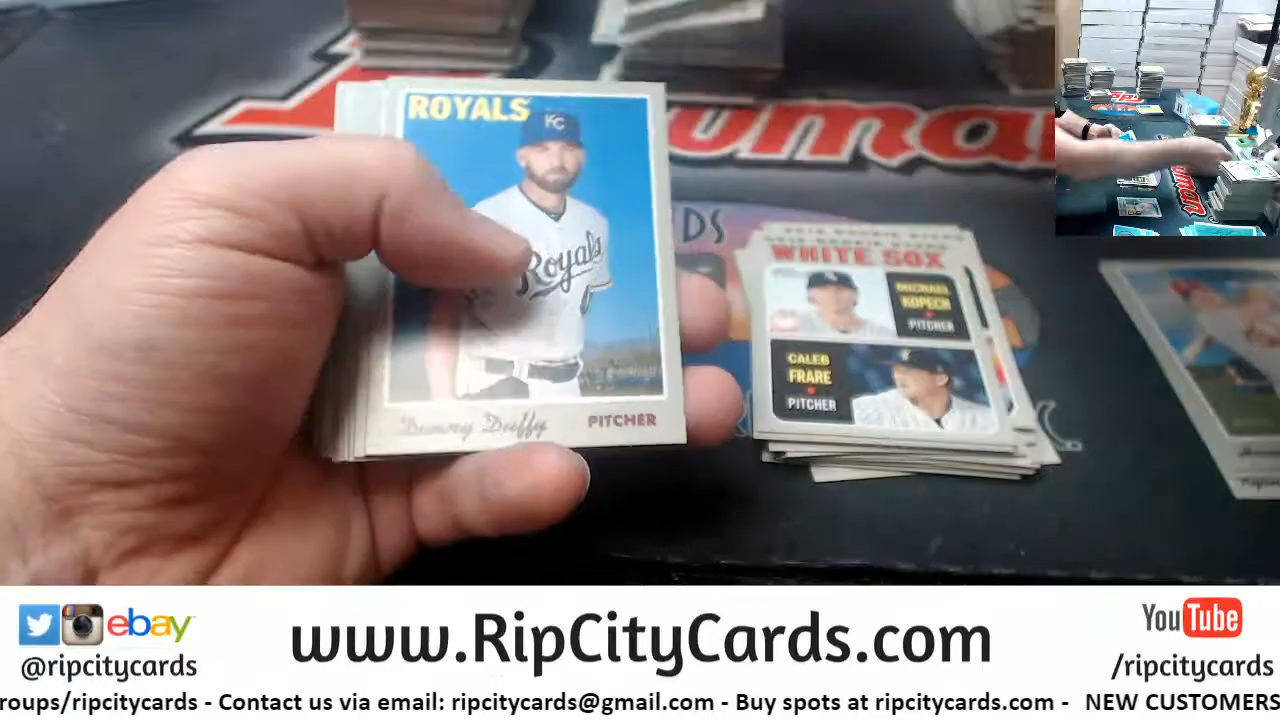 ROYALS
KC
Royals
Danny Duffy
PITCHER
WHITE SOX
MICHAEL
KOPECH
PITCHER
CALEB
FRARE
PITCHER
ebay
@ripcitycards
www.RipCityCards.com
YouTube
/ripcitycards
roups/ripcitycards - Contact us via email: ripcitycards@gmail.com - Buy spots at ripcitycards.com - NEW CUSTOMERS